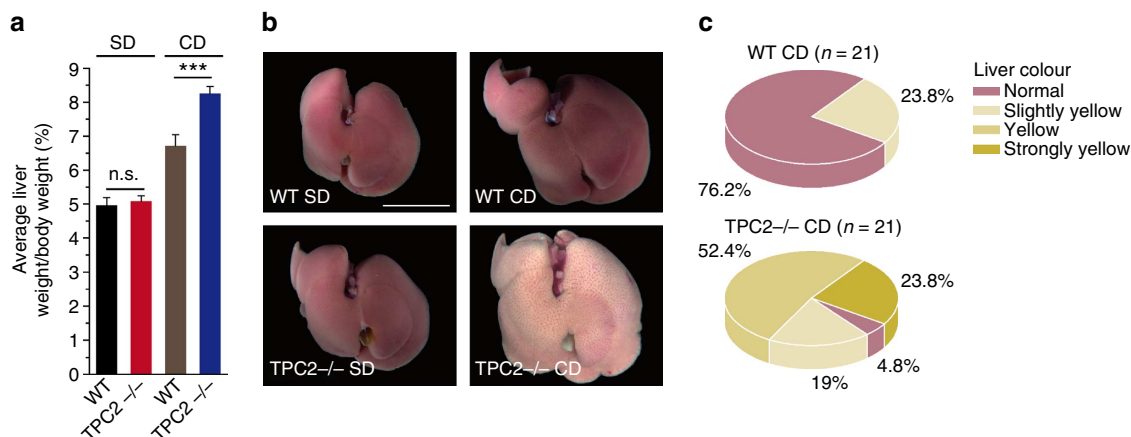 a
SD CD
***
n.s.
9
8
7
6
5
4
3
2
1
0
Average liver
weight/body weight (%)
WT
TPC2 –/–
WT
TPC2 –/–
b
WT SD
WT CD
TPC2–/– SD
TPC2–/– CD
c
WT CD (n = 21)
23.8%
76.2%
TPC2–/– CD (n = 21)
52.4%
23.8%
4.8%
19%
Liver colour
Normal
Slightly yellow
Yellow
Strongly yellow